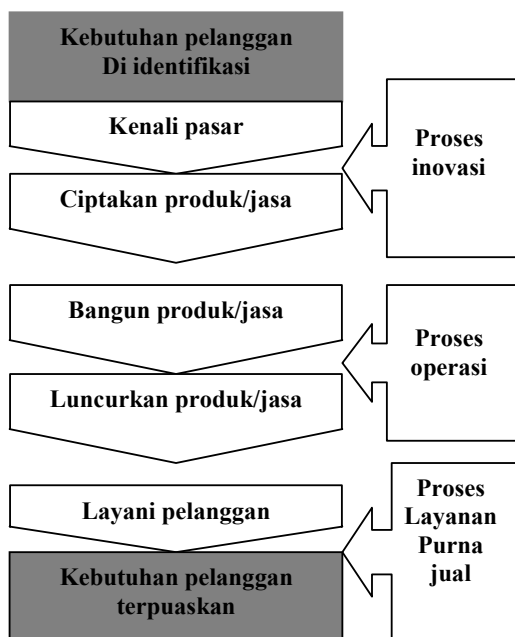 Kebutuhan pelanggan
Di identifikasi
Kenali pasar
Proses
inovasi
Ciptakan produk/jasa
Bangun produk/jasa
Proses
operasi
Luncurkan produk/jasa
Layani pelanggan
Proses
Layanan
Purna
jual
Kebutuhan pelanggan
terpuaskan